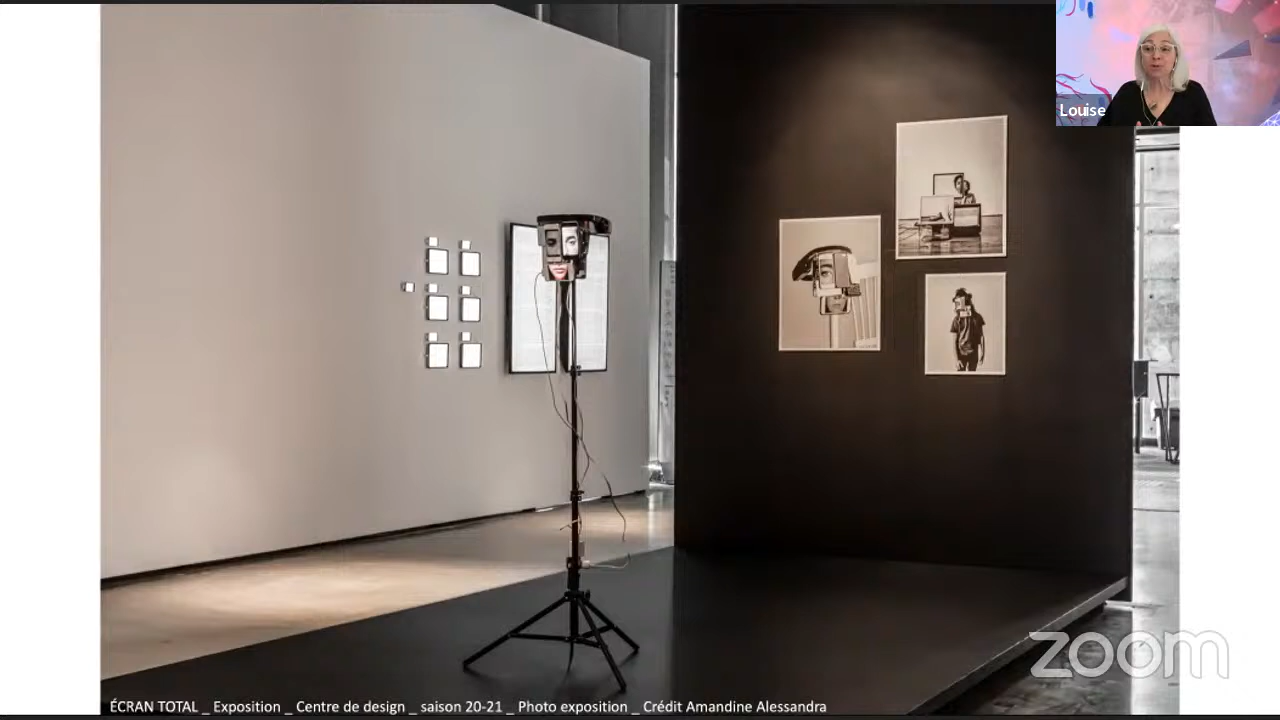 Louise
zoom
ÉCRAN TOTAL _ Exposition _ Centre de design _ saison 20-21 _ Photo exposition _ Crédit Amandine Alessandra